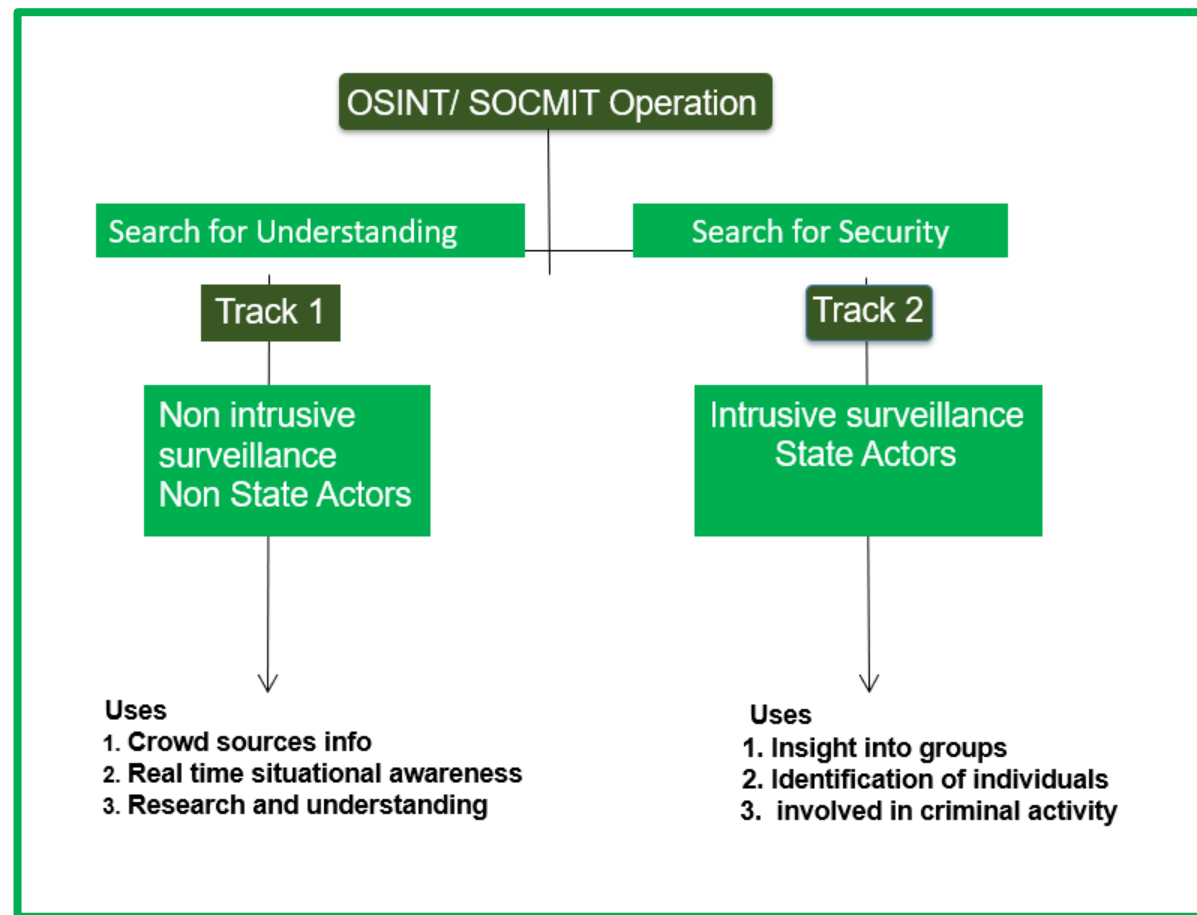 OSINT/ SOCMIT Operation
Search for Understanding
Search for Security
Track 1
Track 2
Non intrusive
surveillance
Non State Actors
Intrusive surveillance
State Actors
Uses
1. Crowd sources info
2. Real time situational awareness
3. Research and understanding
Uses
1. Insight into groups
2. Identification of individuals
3. involved in criminal activity